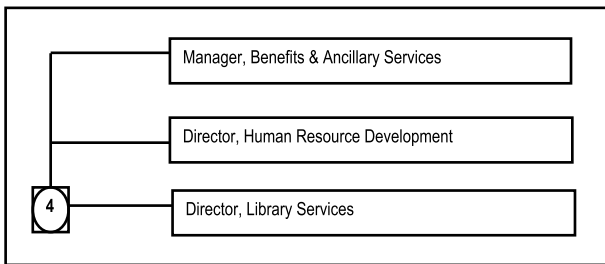 Manager, Benefits & Ancillary Services
Director, Human Resource Development
4
Director, Library Services